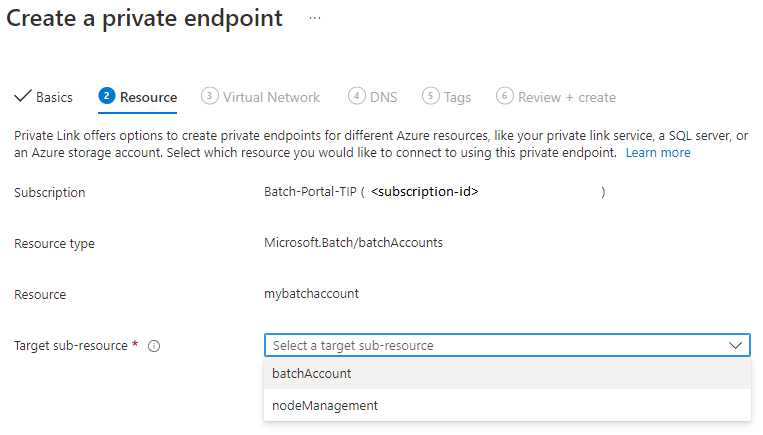 Create a private endpoint ...
Basics 2 Resource 3 Virtual Network 4 DNS 5 Tags 6 Review + create
Private Link offers options to create private endpoints for different Azure resources, like your private link service, a SQL server, or
an Azure storage account. Select which resource you would like to connect to using this private endpoint. Learn more
Subscription Batch-Portal-TIP ( <subscription-id> )
Resource type Microsoft.Batch/batchAccounts
Resource mybatchaccount
Target sub-resource * Select a target sub-resource
batchAccount
nodeManagement